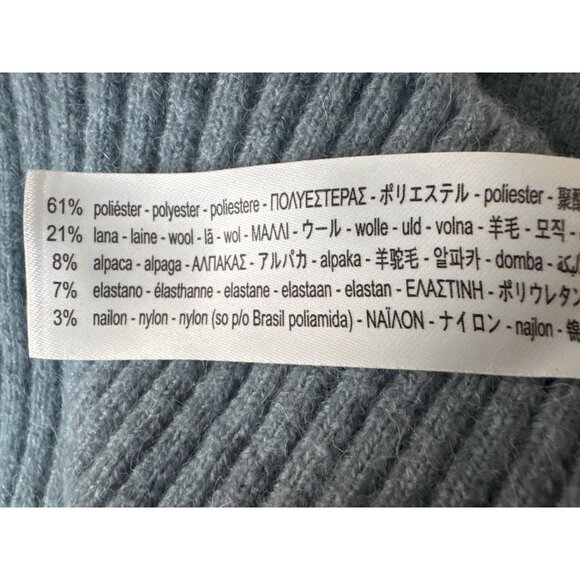 61% poliéster - polyester - poliestere - ΠΟΛΥΕΣΤΕΡΑΣ - ポリエステル - poliester - 聚酯
21% lana - laine - wool - lã - wol - ΜΑΛΛΙ - ウール - wolle - uld - volna - 羊毛 - 모직 -
8% alpaca - alpaga - ΑΛΠΑΚΑΣ - アルパカ - alpaka - 羊驼毛 - 알파카 - domba -
7% elastano - élasthanne - elastane - elastaan - elastan - ΕΛΑΣΤΙΝΗ - ポリウレタン
3% nailon - nylon - nylon (so p/o Brasil poliamida) - ΝΑΪΛΟΝ - ナイロン - najlon - 锦